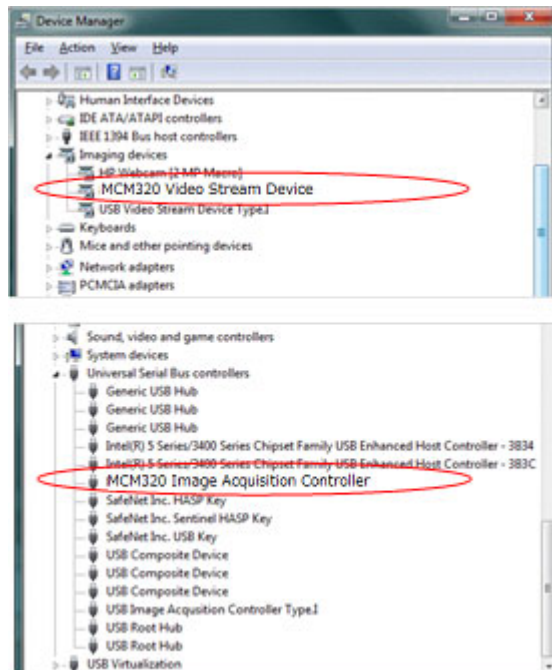 Device Manager
File Action View Help
Human Interface Devices
IDE ATA/ATAPI controllers
IEEE 1394 Bus host controllers
Imaging devices
HP Webcam [2 MP Macro]
MCM320 Video Stream Device
USB Video Stream Device Type.I
Keyboards
Mice and other pointing devices
Network adapters
PCMCIA adapters
Sound, video and game controllers
System devices
Universal Serial Bus controllers
Generic USB Hub
Generic USB Hub
Generic USB Hub
Intel(R) 5 Series/3400 Series Chipset Family USB Enhanced Host Controller - 3B34
Intel(R) 5 Series/3400 Series Chipset Family USB Enhanced Host Controller - 3B3C
MCM320 Image Acquisition Controller
SafeNet Inc. HASP Key
SafeNet Inc. Sentinel HASP Key
SafeNet Inc. USB Key
USB Composite Device
USB Composite Device
USB Composite Device
USB Image Acqusition Controller Type.I
USB Root Hub
USB Root Hub
USB Virtualization